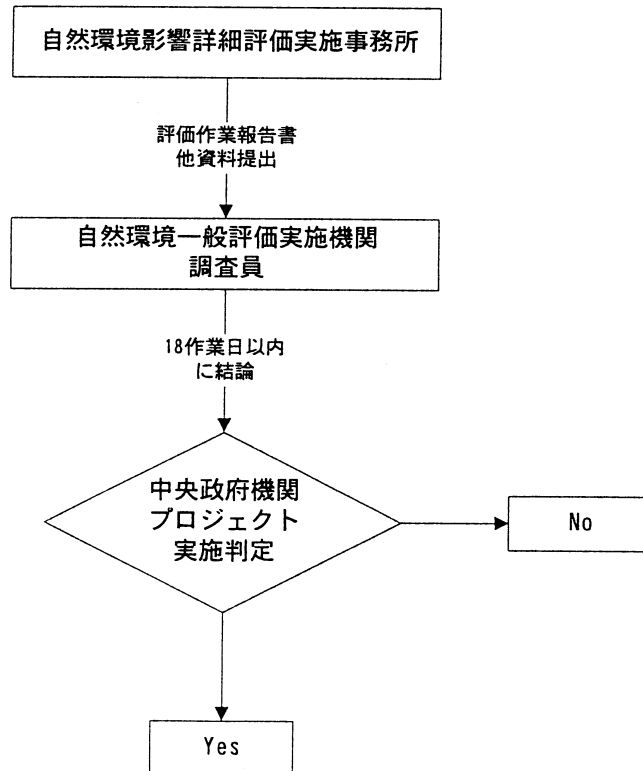 自然環境影響詳細評価実施事務所
評価作業報告書
他資料提出
自然環境一般評価実施機関
調査員
18作業日以内
に結論
中央政府機関
プロジェクト
実施判定
No
Yes